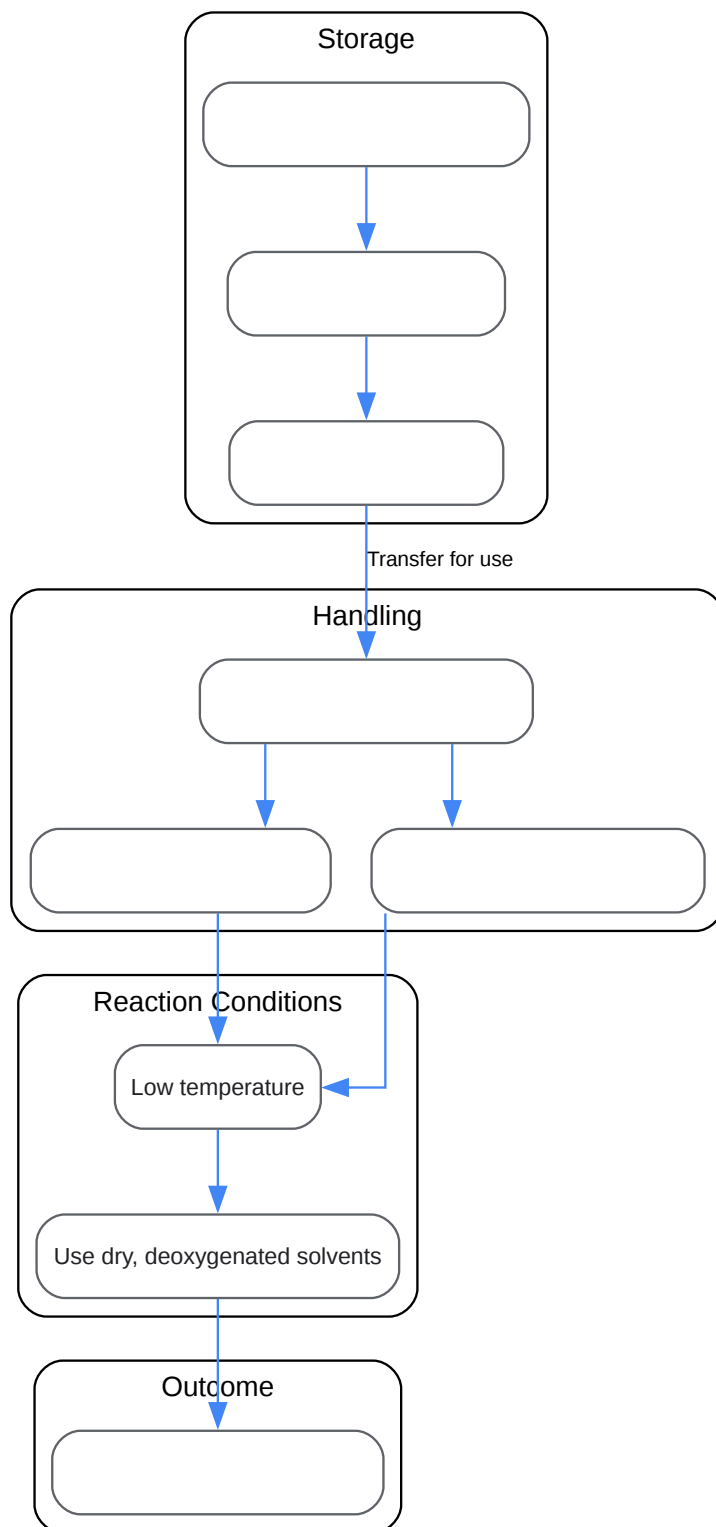 Storage
Transfer for use
Handling
Reaction Conditions
Low temperature
Use dry, deoxygenated solvents
Outcome